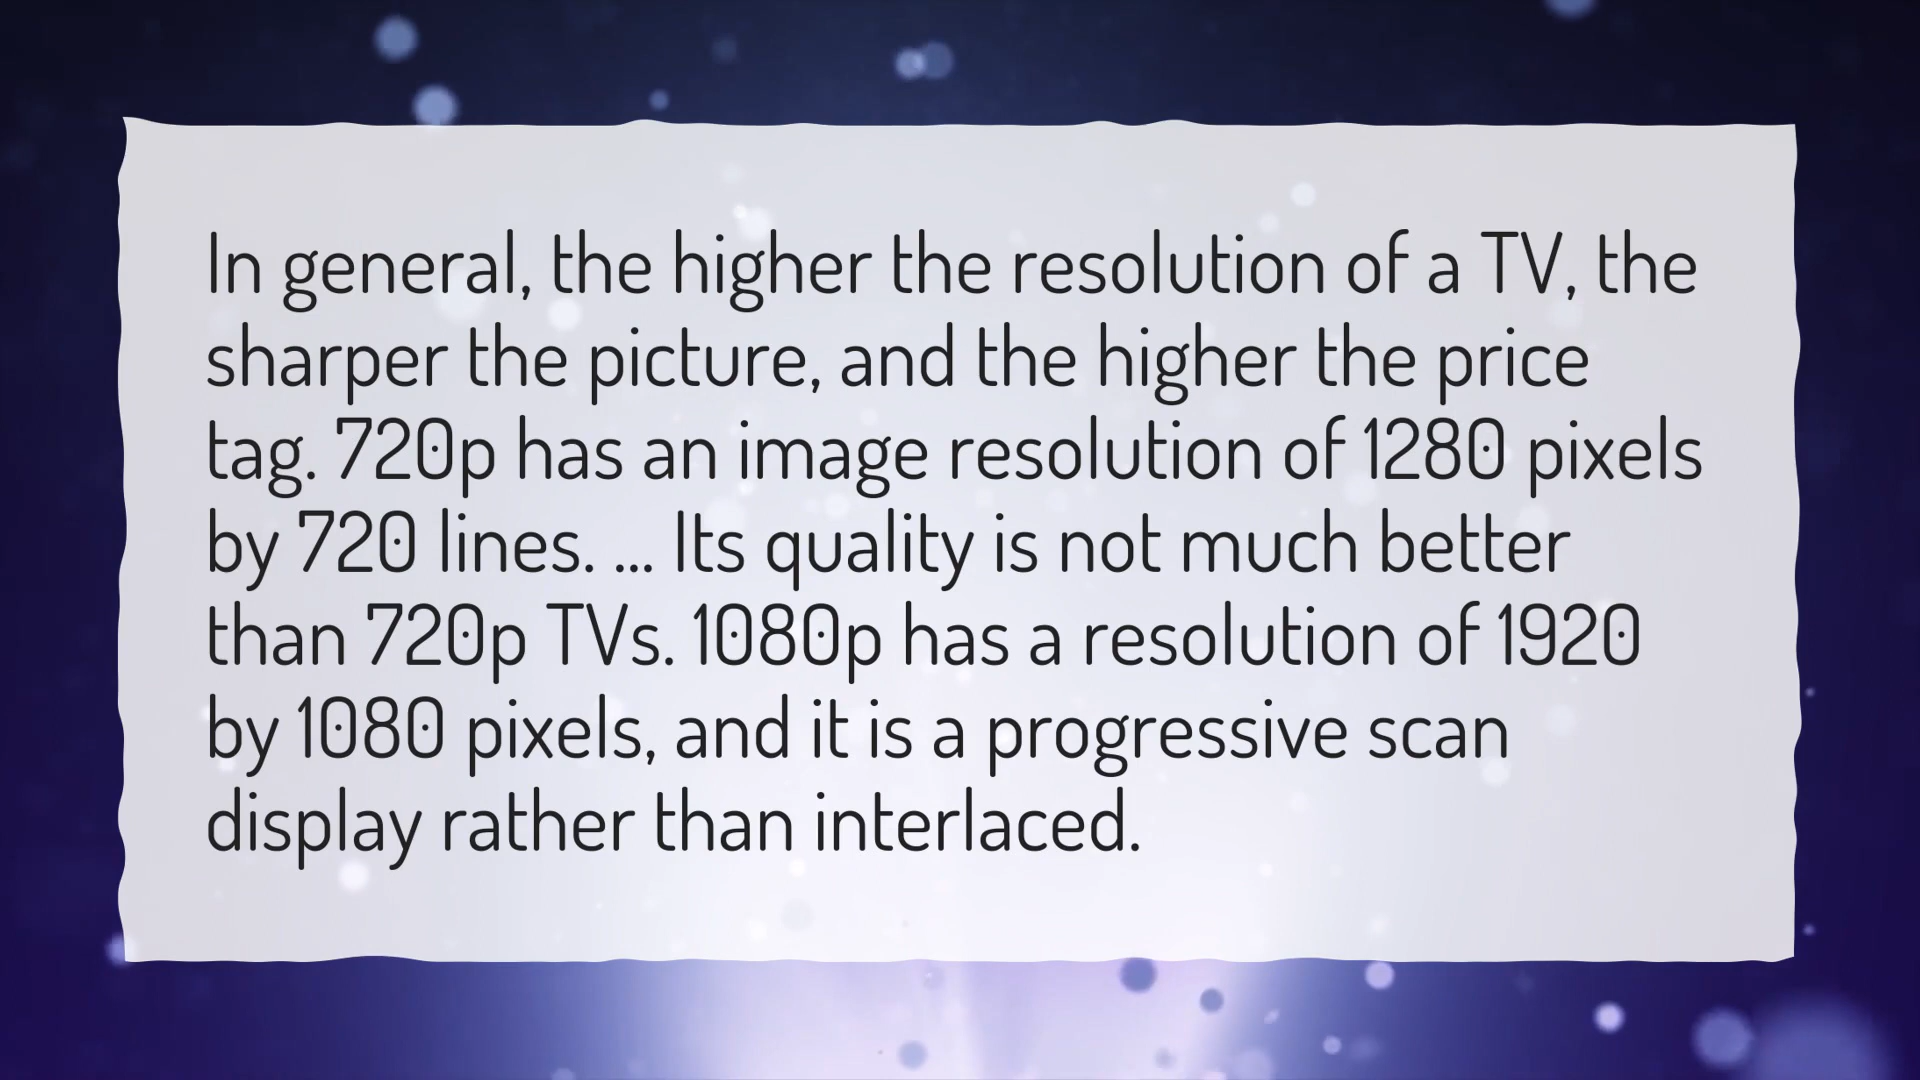 In general, the higher the resolution of a TV, the
sharper the picture, and the higher the price
tag. 720p has an image resolution of 1280 pixels
by 720 lines. ... Its quality is not much better
than 720p TVs. 1080p has a resolution of 1920
by 1080 pixels, and it is a progressive scan
display rather than interlaced.